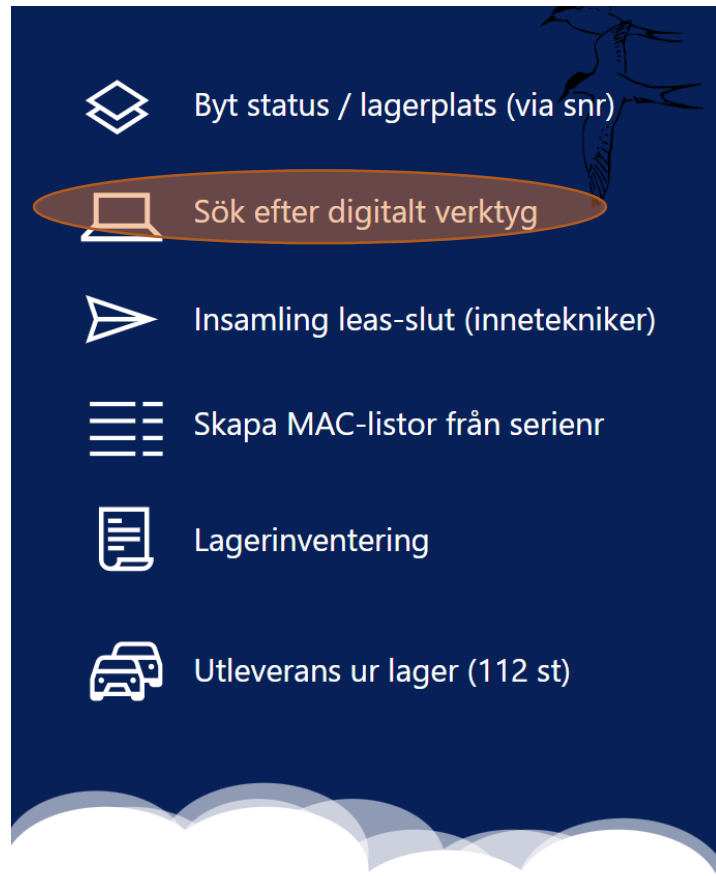 Byt status / lagerplats (via snr)
Sök efter digitalt verktyg
Insamling leas-slut (innetekniker)
Skapa MAC-listor från serienr
Lagerinventering
Utleverans ur lager (112 st)